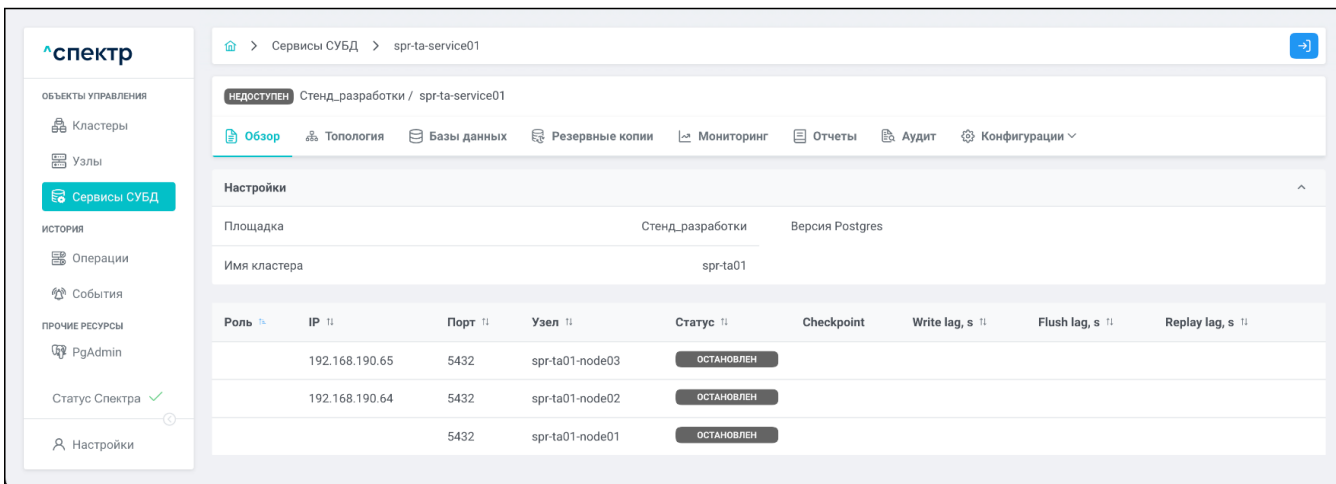 ^спектр
ОБЪЕКТЫ УПРАВЛЕНИЯ
Кластеры
Узлы
Сервисы СУБД
ИСТОРИЯ
Операции
События
ПРОЧИЕ РЕСУРСЫ
PgAdmin
Статус Спектра
Настройки
> Сервисы СУБД > spr-ta-service01
НЕДОСТУПЕН Стенд_разработки / spr-ta-service01
Обзор Топология Базы данных Резервные копии Мониторинг Отчеты Аудит Конфигурации
Настройки
Площадка Стенд_разработки Версия Postgres
Имя кластера spr-ta01
Роль IP Порт Узел Статус Checkpoint Write lag, s Flush lag, s Replay lag, s
192.168.190.65 5432 spr-ta01-node03 ОСТАНОВЛЕН
192.168.190.64 5432 spr-ta01-node02 ОСТАНОВЛЕН
5432 spr-ta01-node01 ОСТАНОВЛЕН